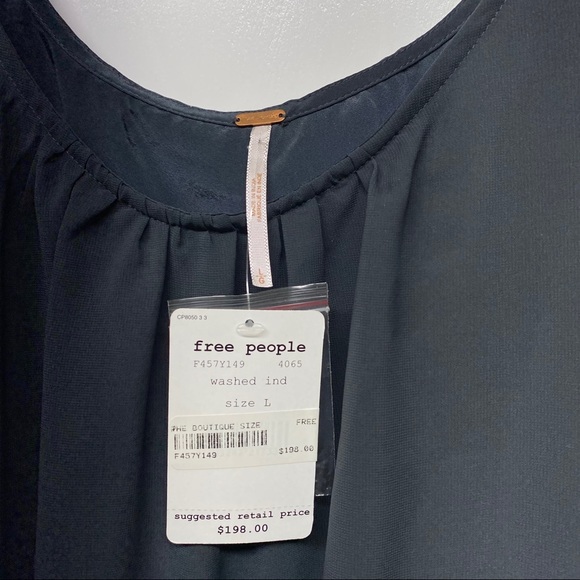 LG
CP8050 3 3
free people
F457Y149 4065
washed ind
size L
THE BOUTIQUE SIZE FREE
F457Y149 $198.00
suggested retail price
$198.00